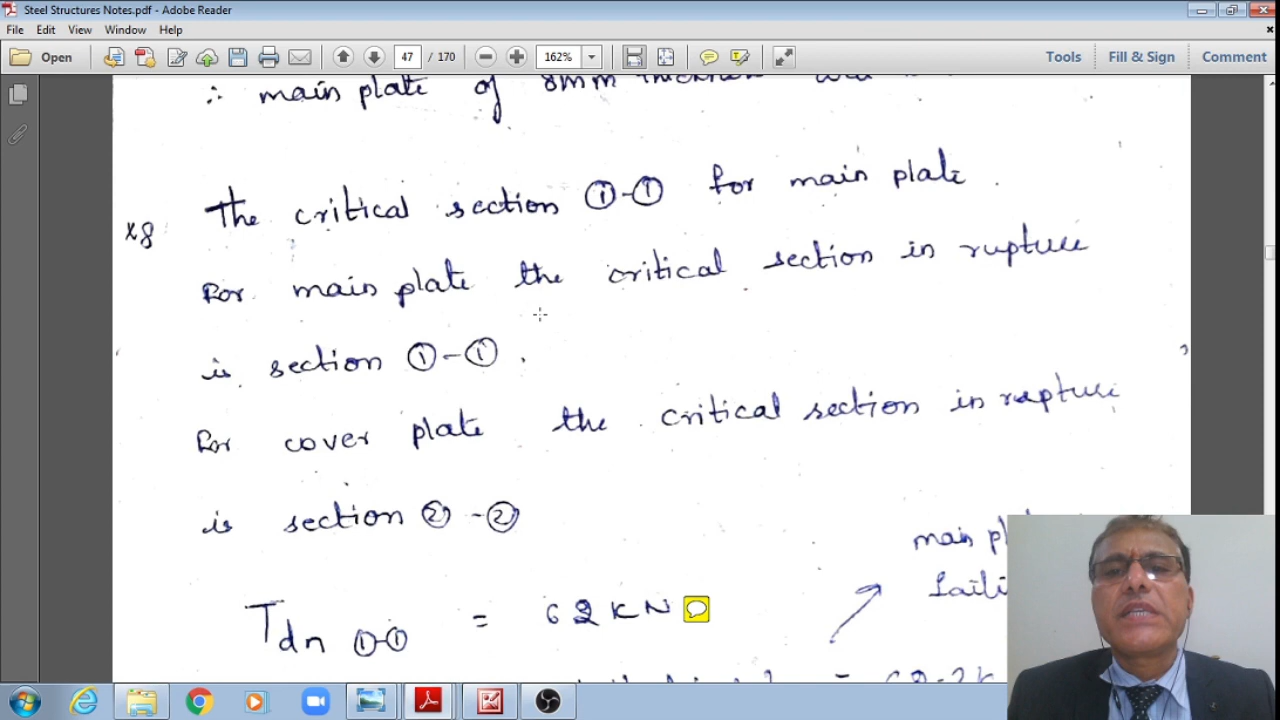 Steel Structures Notes.pdf - Adobe Reader
File Edit View Window Help
Open 47 / 170 162% Tools Fill & Sign Comment
∴ main plate of 8mm
The critical section ①-① for main plate.
*8
For main plate the critical section in rupture
is section ①-①.
For cover plate the critical section in rupture
is section ②-②
main
Tdn ①-① = 62 KN